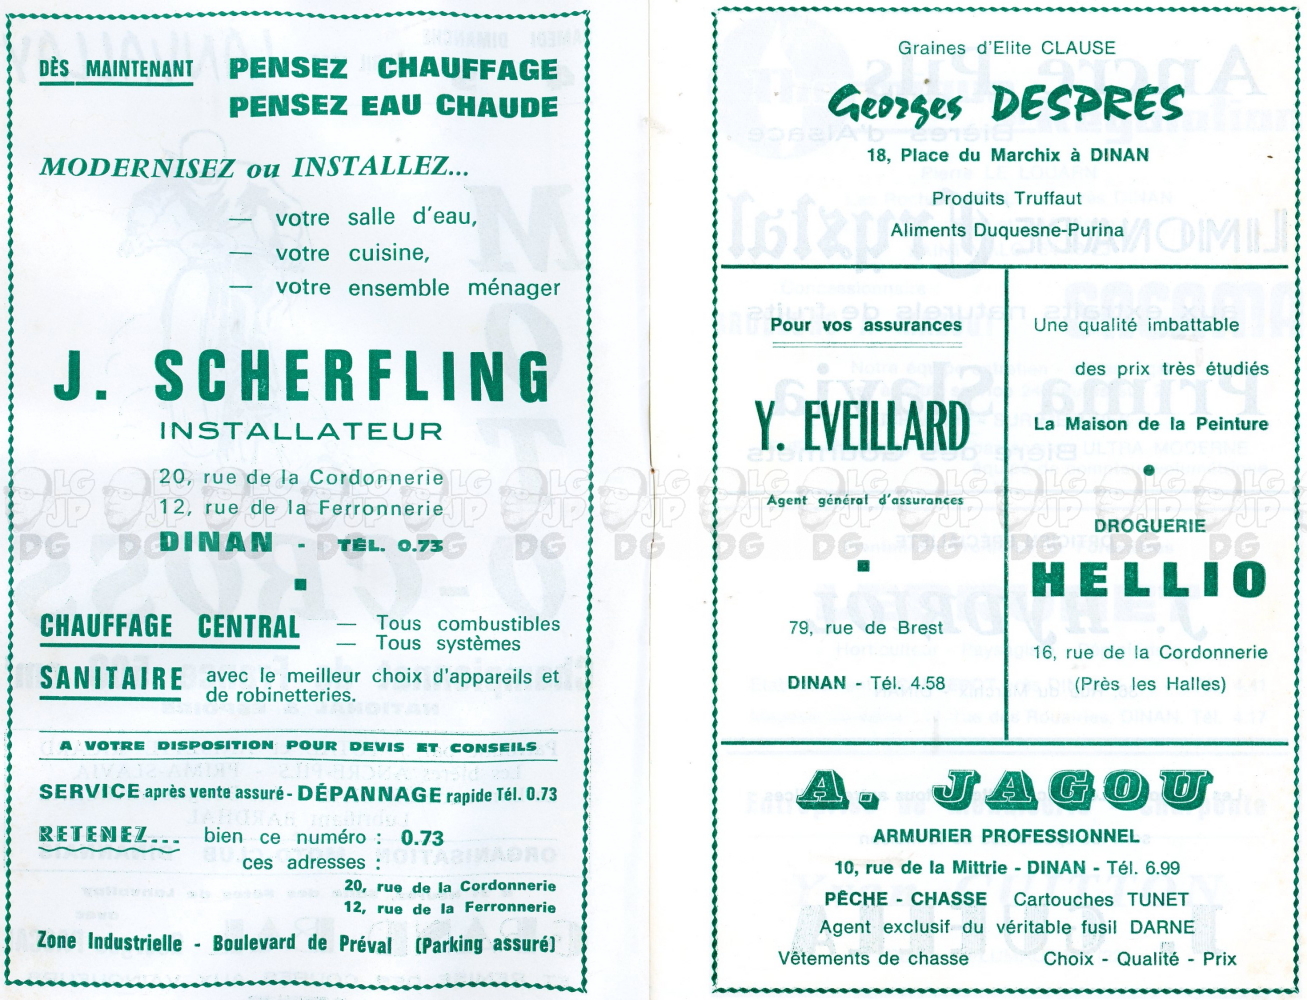 DÈS MAINTENANT PENSEZ CHAUFFAGE
PENSEZ EAU CHAUDE
MODERNISEZ ou INSTALLEZ...
— votre salle d'eau,
— votre cuisine,
— votre ensemble ménager
J. SCHERFLING
INSTALLATEUR
20, rue de la Cordonnerie
12, rue de la Ferronnerie
DINAN - TÉL. 0.73
CHAUFFAGE CENTRAL — Tous combustibles
— Tous systèmes
SANITAIRE avec le meilleur choix d'appareils et
de robinetteries.
A VOTRE DISPOSITION POUR DEVIS ET CONSEILS
SERVICE après vente assuré - DÉPANNAGE rapide Tél. 0.73
RETENEZ... bien ce numéro : 0.73
ces adresses :
20, rue de la Cordonnerie
12, rue de la Ferronnerie
Zone Industrielle - Boulevard de Préval (Parking assuré)
Graines d'Elite CLAUSE
Georges DESPRES
18, Place du Marchix à DINAN
Produits Truffaut
Aliments Duquesne-Purina
Pour vos assurances
Y. EVEILLARD
Agent général d'assurances
79, rue de Brest
DINAN - Tél. 4.58
Une qualité imbattable
des prix très étudiés
La Maison de la Peinture
DROGUERIE
HELLIO
16, rue de la Cordonnerie
(Près les Halles)
A. JAGOU
ARMURIER PROFESSIONNEL
10, rue de la Mittrie - DINAN - Tél. 6.99
PÊCHE - CHASSE Cartouches TUNET
Agent exclusif du véritable fusil DARNE
Vêtements de chasse Choix - Qualité - Prix
LG JP DG